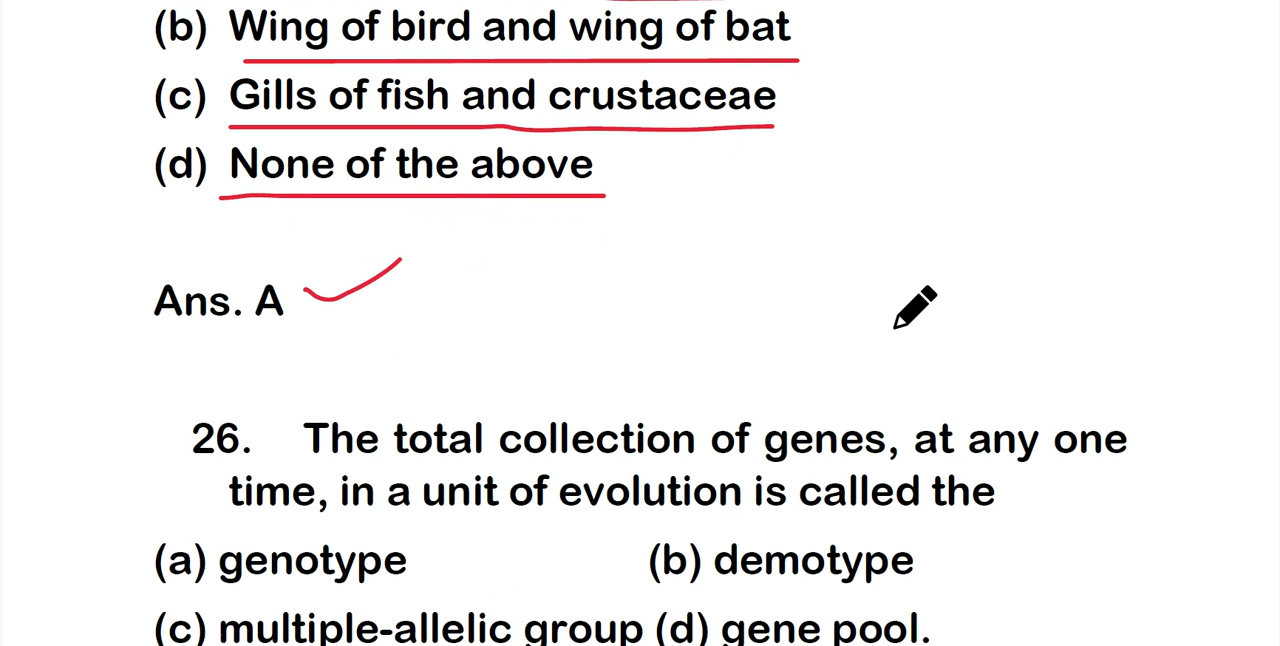 (b) Wing of bird and wing of bat
(c) Gills of fish and crustaceae
(d) None of the above
Ans. A
26. The total collection of genes, at any one
time, in a unit of evolution is called the
(a) genotype (b) demotype
(c) multiple-allelic group (d) gene pool.